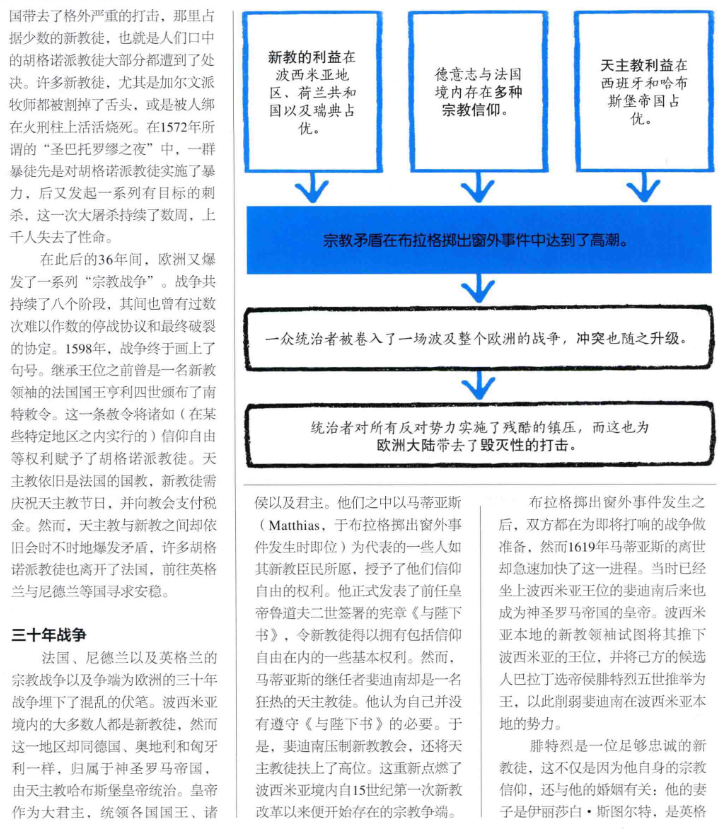 国带去了格外严重的打击，那里占
据少数的新教徒，也就是人们口中
的胡格诺派教徒大部分都遭到了处
决。许多新教徒，尤其是加尔文派
牧师都被割掉了舌头，或是被人绑
在火刑柱上活活烧死。在1572年所
谓的“圣巴托罗缪之夜”中，一群
暴徒先是对胡格诺派教徒实施了暴
力，后又发起一系列有目标的刺
杀，这一次大屠杀持续了数周，上
千人失去了性命。
在此后的36年间，欧洲又爆
发了一系列“宗教战争”。战争共
持续了八个阶段，其间也曾有过数
次难以作数的停战协议和最终破裂
的协定。1598年，战争终于画上了
句号。继承王位之前曾是一名新教
领袖的法国国王亨利四世颁布了南
特敕令。这一条敕令将诸如（在某
些特定地区之内实行的）信仰自由
等权利赋予了胡格诺派教徒。天
主教依旧是法国的国教，新教徒需
庆祝天主教节日，并向教会支付税
金。然而，天主教与新教之间却依
旧会时不时地爆发矛盾，许多胡格
诺派教徒也离开了法国，前往英格
兰与尼德兰等国寻求安稳。
三十年战争
法国、尼德兰以及英格兰的
宗教战争以及争端为欧洲的三十年
战争埋下了混乱的伏笔。波西米亚
境内的大多数人都是新教徒，然而
这一地区却同德国、奥地利和匈牙
利一样，归属于神圣罗马帝国，
由天主教哈布斯堡皇帝统治。皇帝
作为大君主，统领各国国王、诸
新教的利益在
波西米亚地
区、荷兰共和
国以及瑞典占
优。
德意志与法国
境内存在多种
宗教信仰。
天主教利益在
西班牙和哈布
斯堡帝国占
优。
宗教矛盾在布拉格掷出窗外事件中达到了高潮。
一众统治者被卷入了一场波及整个欧洲的战争，冲突也随之升级。
统治者对所有反对势力实施了残酷的镇压，而这也为
欧洲大陆带去了毁灭性的打击。
侯以及君主。他们之中以马蒂亚斯
（Matthias，于布拉格掷出窗外事
件发生时即位）为代表的一些人如
其新教臣民所愿，授予了他们信仰
自由的权利。他正式发表了前任皇
帝鲁道夫二世签署的宪章《与陛下
书》，令新教徒得以拥有包括信仰
自由在内的一些基本权利。然而，
马蒂亚斯的继任者斐迪南却是一名
狂热的天主教徒。他认为自己并没
有遵守《与陛下书》的必要。于
是，斐迪南压制新教教会，还将天
主教徒扶上了高位。这重新点燃了
波西米亚境内自15世纪第一次新教
改革以来便开始存在的宗教争端。
布拉格掷出窗外事件发生之
后，双方都在为即将打响的战争做
准备，然而1619年马蒂亚斯的离世
却急速加快了这一进程。当时已经
坐上波西米亚王位的斐迪南后来也
成为神圣罗马帝国的皇帝。波西米
亚本地的新教领袖试图将其推下
波西米亚的王位，并将己方的候选
人巴拉丁选帝侯腓特烈五世推举为
王，以此削弱斐迪南在波西米亚本
地的势力。
腓特烈是一位足够忠诚的新
教徒，这不仅是因为他自身的宗教
信仰，还与他的婚姻有关：他的妻
子是伊丽莎白·斯图尔特，是英格